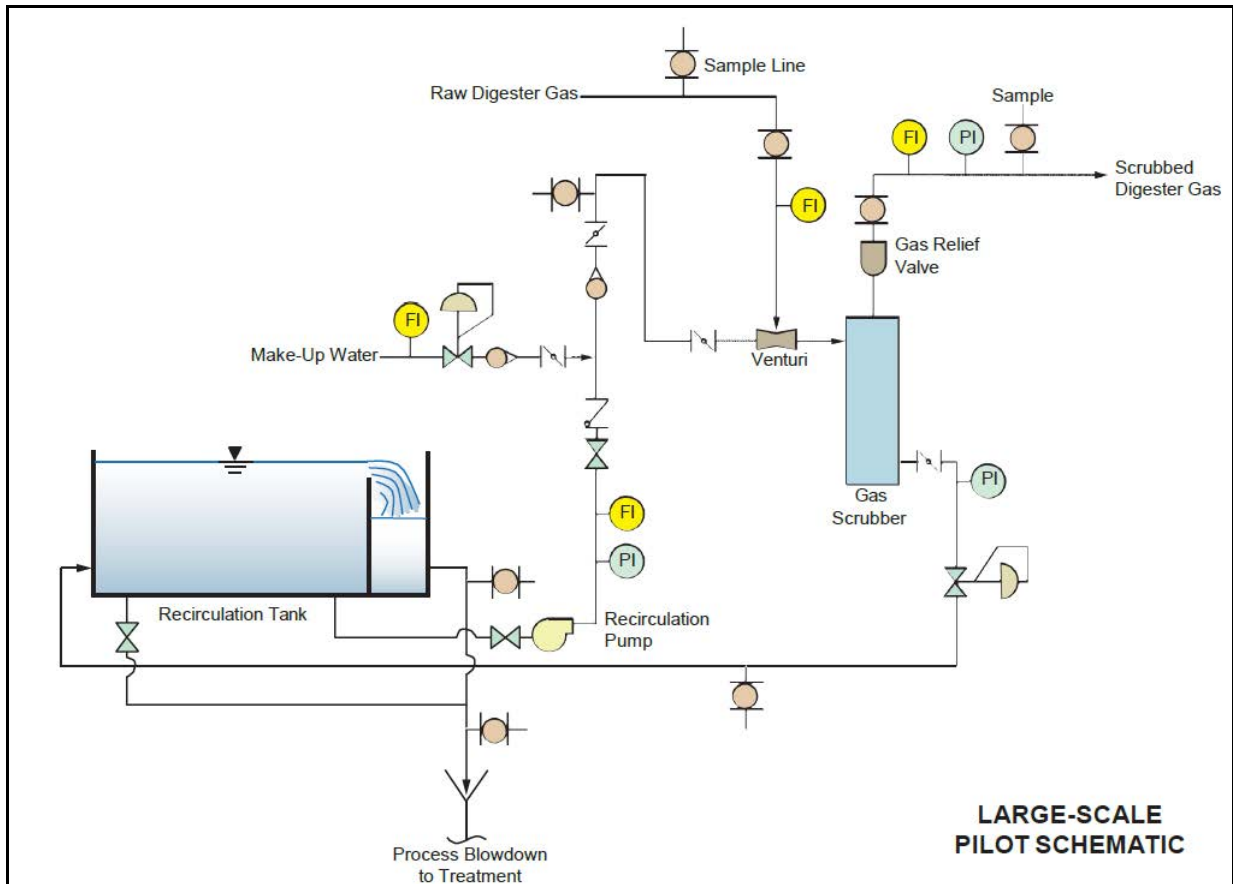 Sample Line
Raw Digester Gas
Sample
FI
PI
Scrubbed
Digester Gas
FI
Gas Relief
Valve
FI
Make-Up Water
Venturi
PI
Gas
Scrubber
FI
PI
Recirculation Tank
Recirculation
Pump
LARGE-SCALE
PILOT SCHEMATIC
Process Blowdown
to Treatment